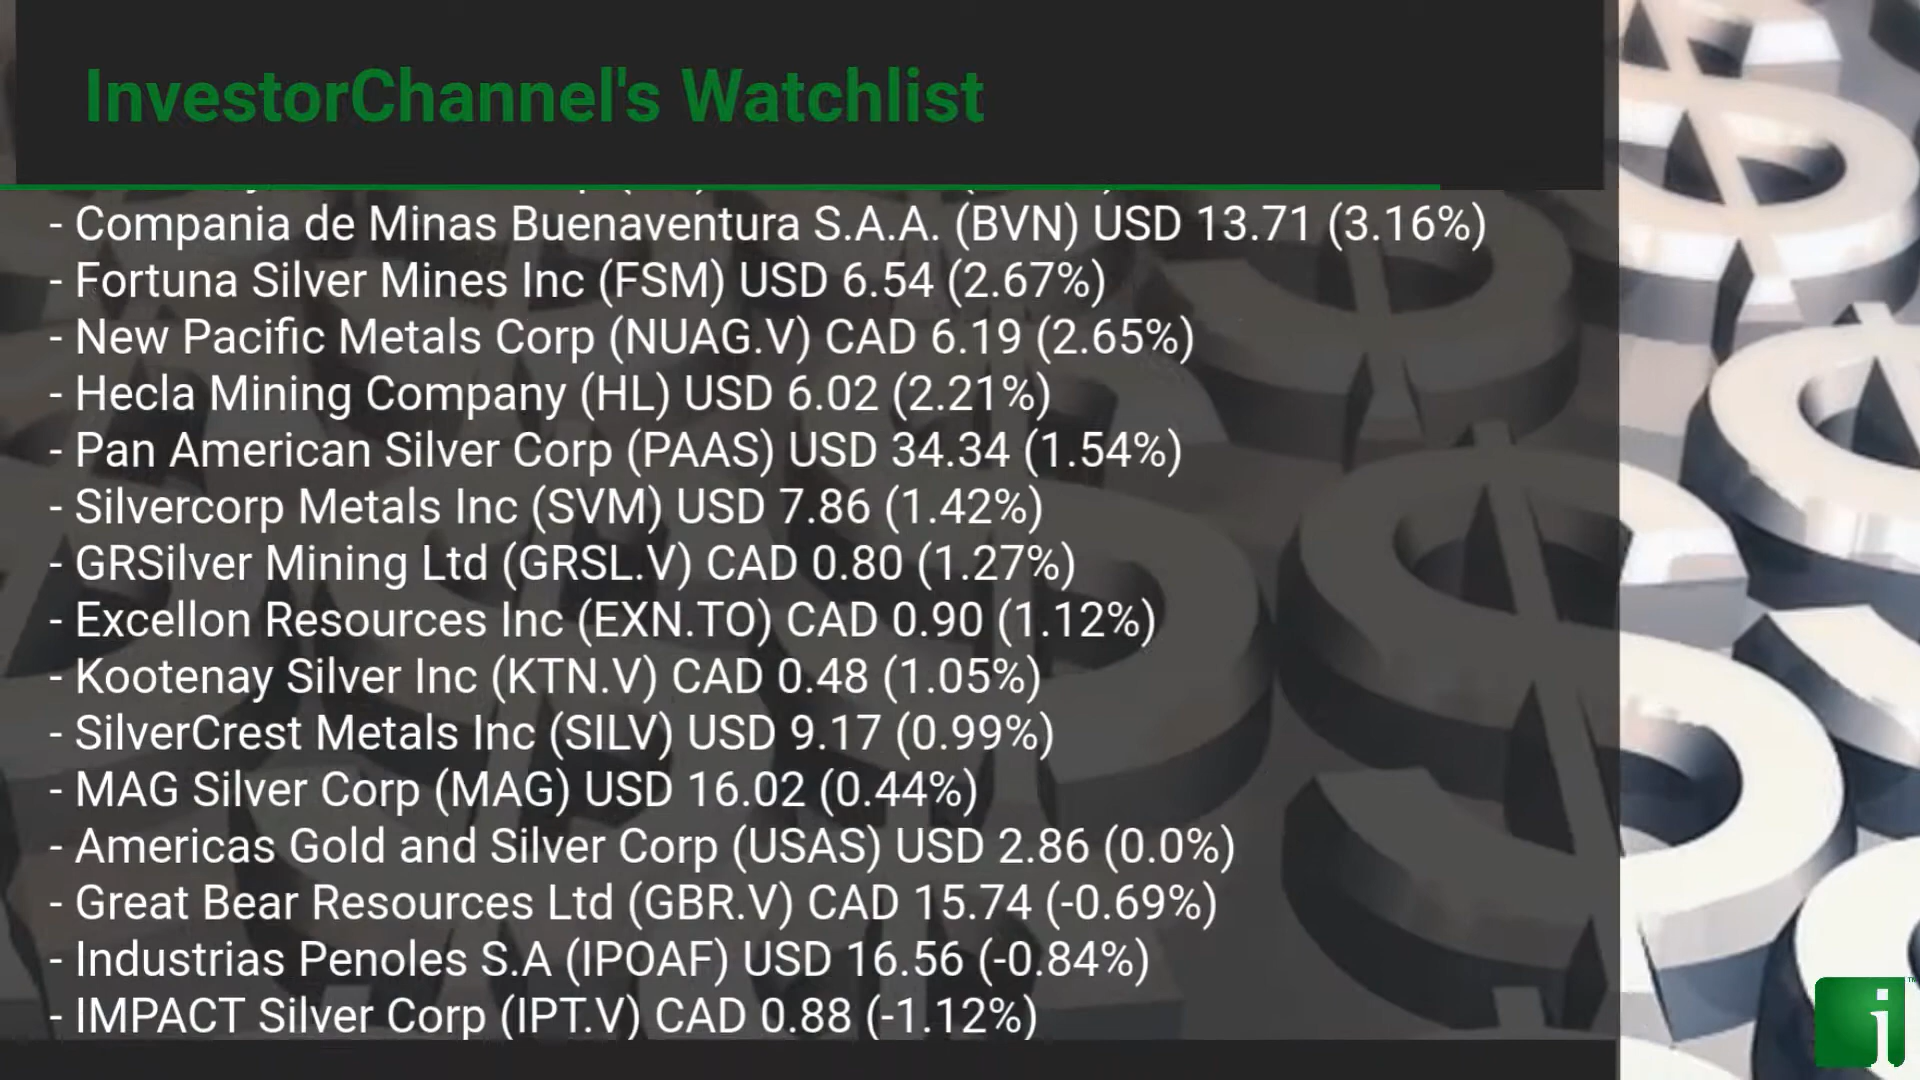 InvestorChannel's Watchlist
- Compania de Minas Buenaventura S.A.A. (BVN) USD 13.71 (3.16%)
- Fortuna Silver Mines Inc (FSM) USD 6.54 (2.67%)
- New Pacific Metals Corp (NUAG.V) CAD 6.19 (2.65%)
- Hecla Mining Company (HL) USD 6.02 (2.21%)
- Pan American Silver Corp (PAAS) USD 34.34 (1.54%)
- Silvercorp Metals Inc (SVM) USD 7.86 (1.42%)
- GRSilver Mining Ltd (GRSL.V) CAD 0.80 (1.27%)
- Excellon Resources Inc (EXN.TO) CAD 0.90 (1.12%)
- Kootenay Silver Inc (KTN.V) CAD 0.48 (1.05%)
- SilverCrest Metals Inc (SILV) USD 9.17 (0.99%)
- MAG Silver Corp (MAG) USD 16.02 (0.44%)
- Americas Gold and Silver Corp (USAS) USD 2.86 (0.0%)
- Great Bear Resources Ltd (GBR.V) CAD 15.74 (-0.69%)
- Industrias Penoles S.A (IPOAF) USD 16.56 (-0.84%)
- IMPACT Silver Corp (IPT.V) CAD 0.88 (-1.12%)
i